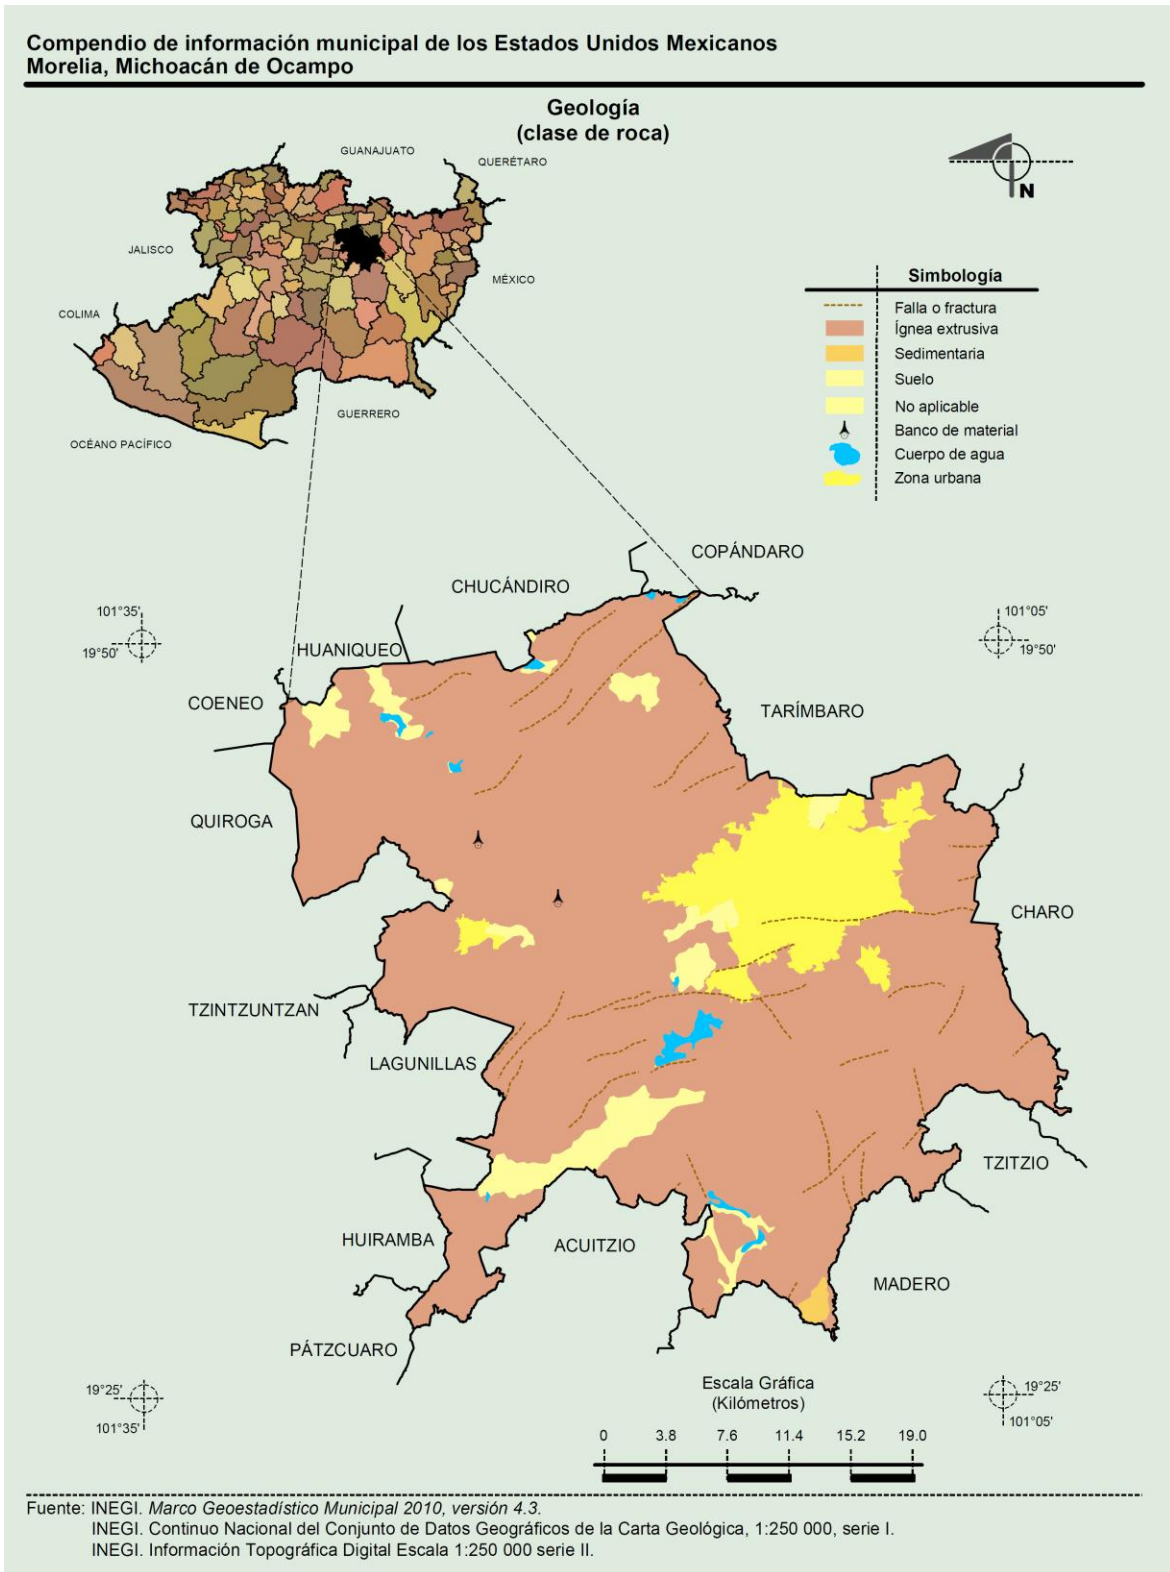 Compendio de información municipal de los Estados Unidos Mexicanos
Morelia, Michoacán de Ocampo
Geología
(clase de roca)
GUANAJUATO
QUERÉTARO
N
JALISCO
MÉXICO
COLIMA
GUERRERO
OCÉANO PACÍFICO
Simbología
Falla o fractura
Ígnea extrusiva
Sedimentaria
Suelo
No aplicable
Banco de material
Cuerpo de agua
Zona urbana
COPÁNDARO
CHUCÁNDIRO
101°35'
19°50'
101°05'
19°50'
HUANIQUEO
COENEO
TARÍMBARO
QUIROGA
CHARO
TZINTZUNTZAN
LAGUNILLAS
TZITZIO
HUIRAMBA
ACUITZIO
MADERO
PÁTZCUARO
19°25'
101°35'
19°25'
101°05'
Escala Gráfica
(Kilómetros)
0 3.8 7.6 11.4 15.2 19.0
Fuente: INEGI. Marco Geoestadístico Municipal 2010, versión 4.3.
INEGI. Continuo Nacional del Conjunto de Datos Geográficos de la Carta Geológica, 1:250 000, serie I.
INEGI. Información Topográfica Digital Escala 1:250 000 serie II.